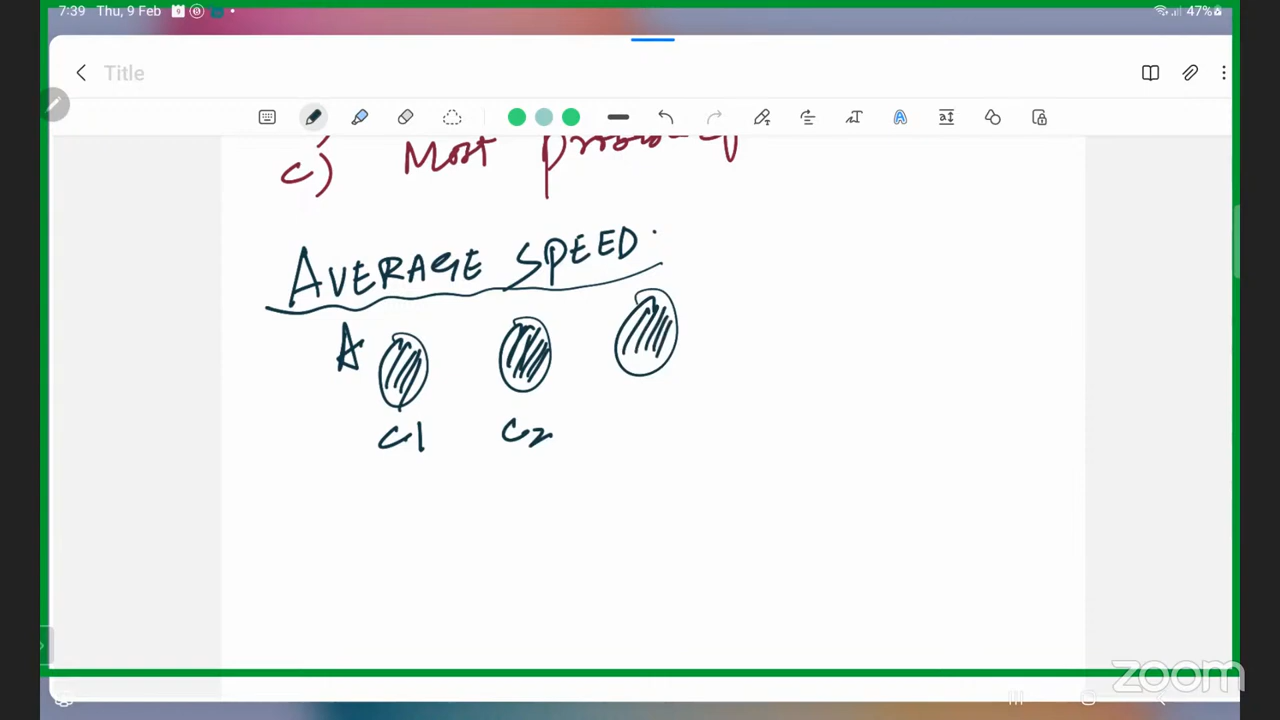 7:39 Thu, 9 Feb
47%
Title
c) Most
AVERAGE SPEED
A
C1 C2
zoom